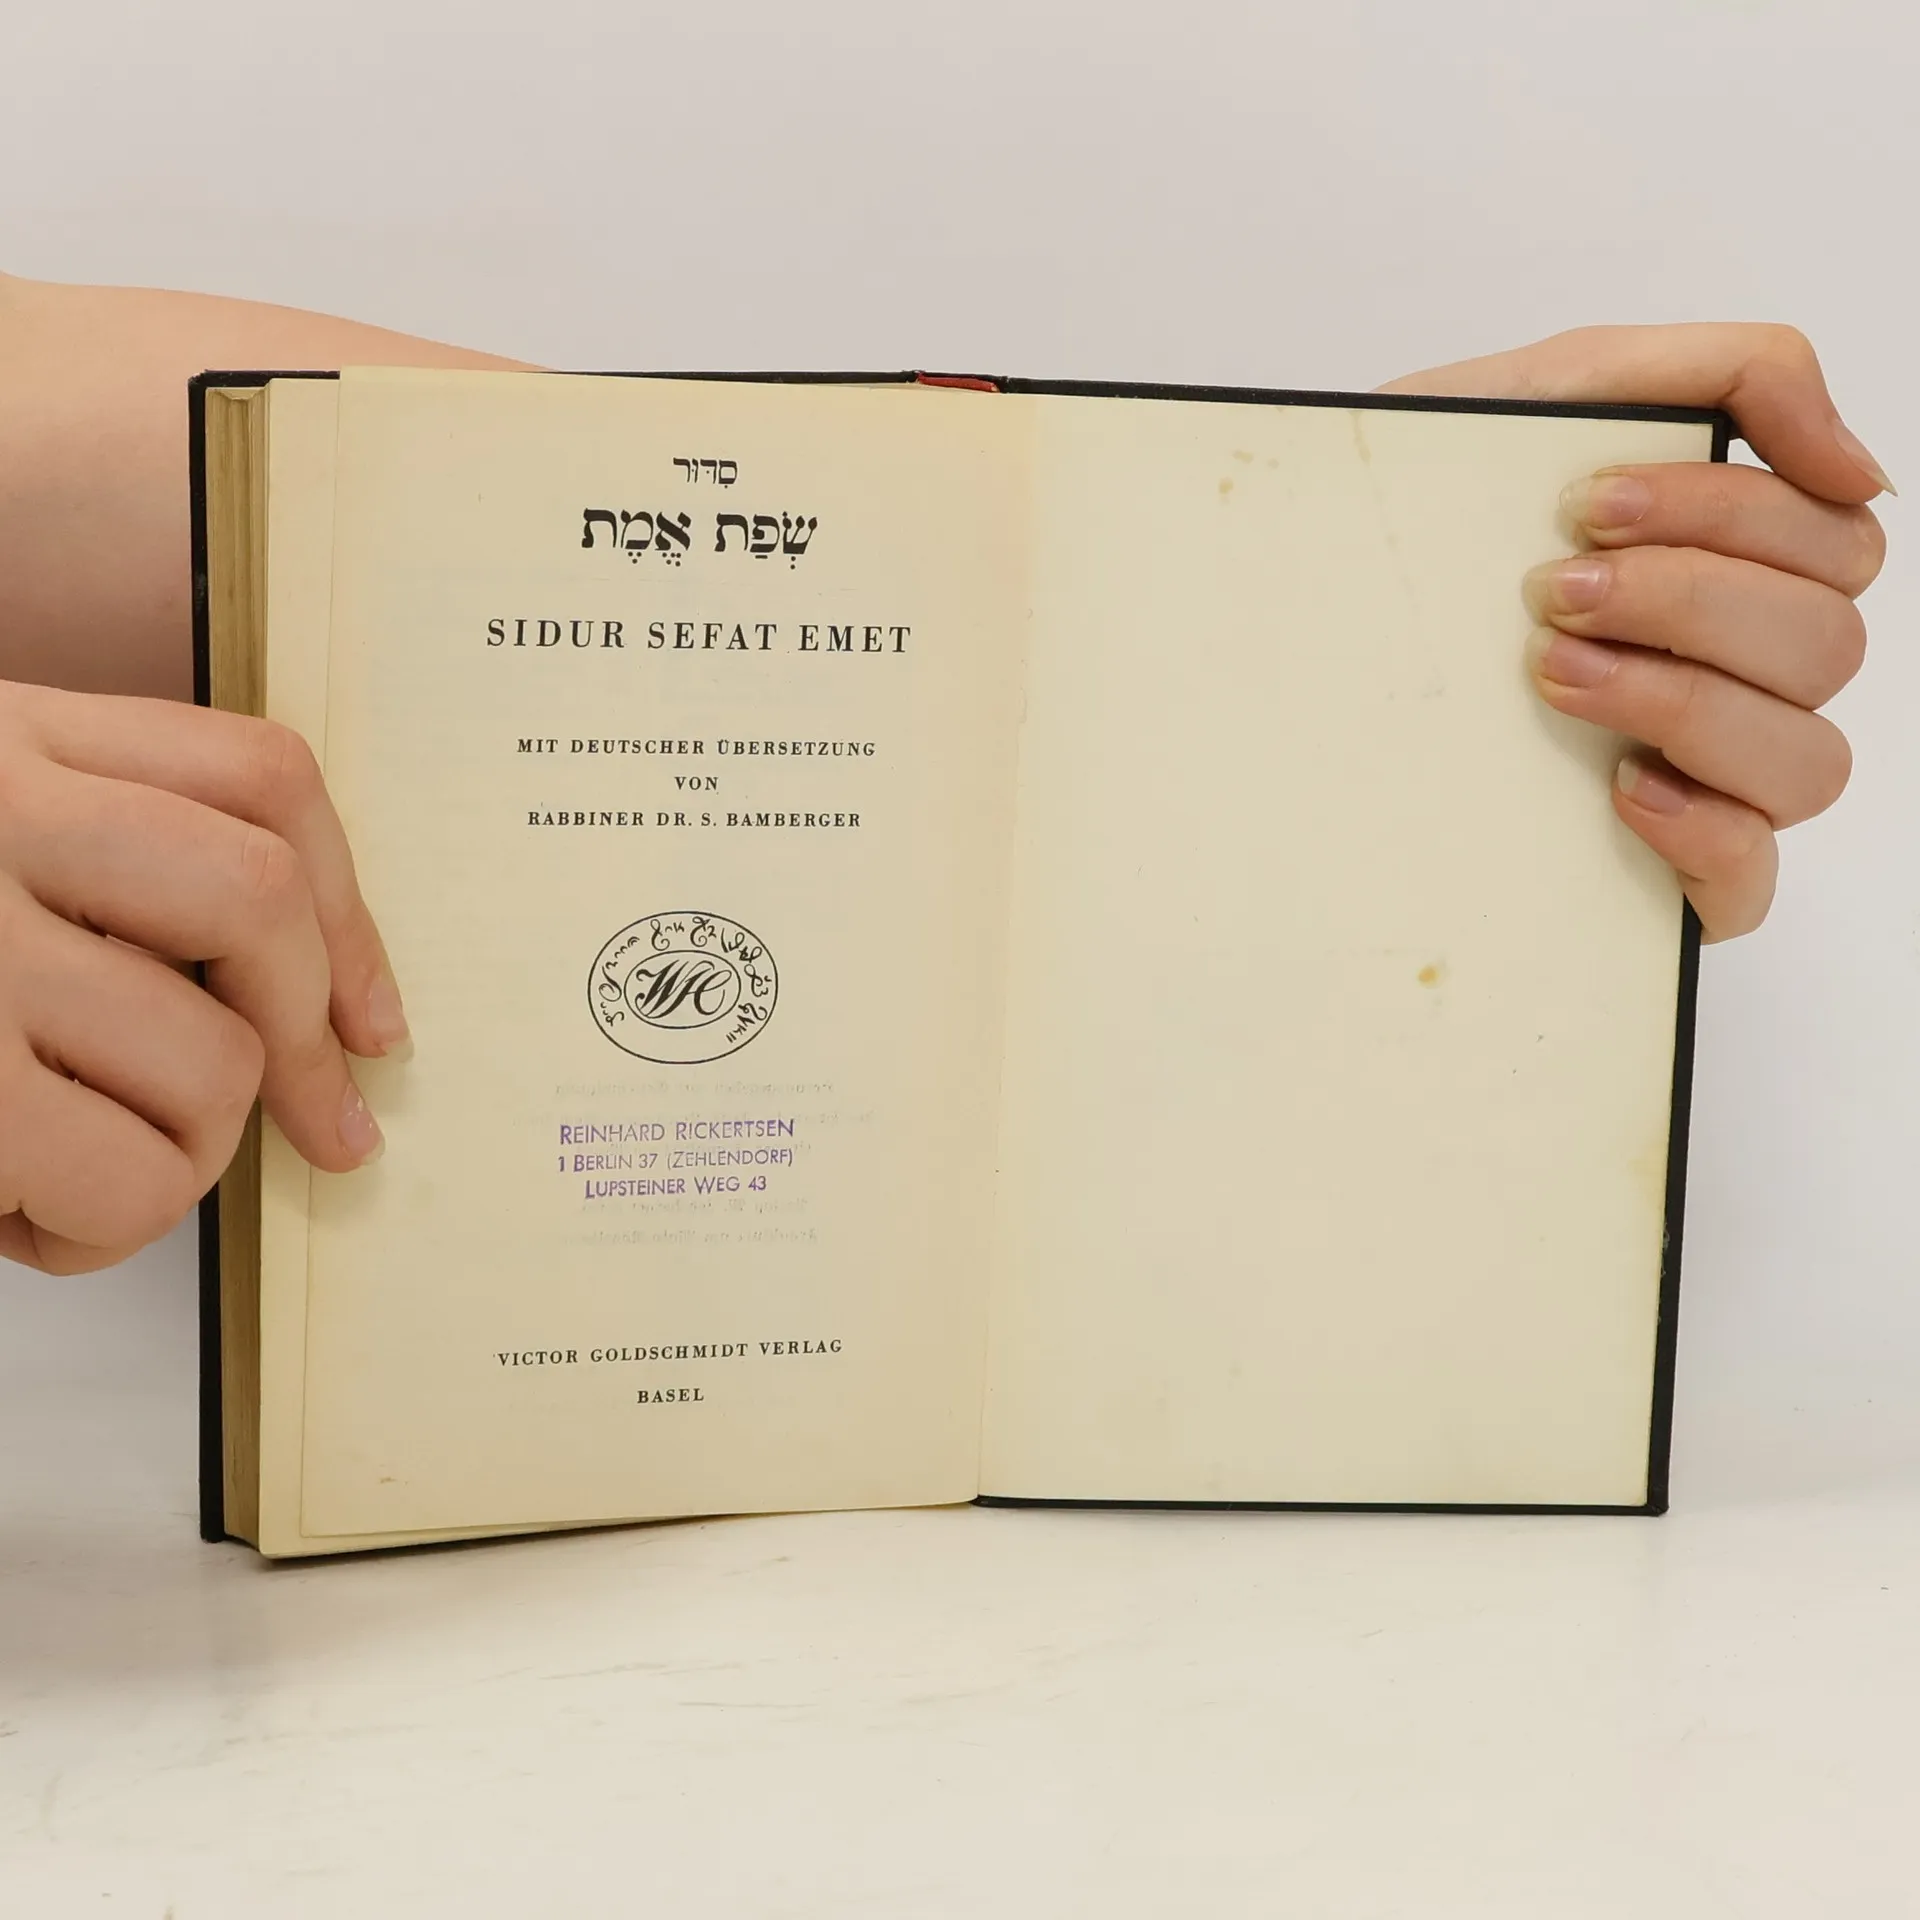 סִדּוּר
שְׂפַת אֱמֶת
SIDUR SEFAT EMET
MIT DEUTSCHER ÜBERSETZUNG
VON
RABBINER DR. S. BAMBERGER
REINHARD RICKERTSEN
1 BERLIN 37 (ZEHLENDORF)
LUPSTEINER WEG 43
VICTOR GOLDSCHMIDT VERLAG
BASEL